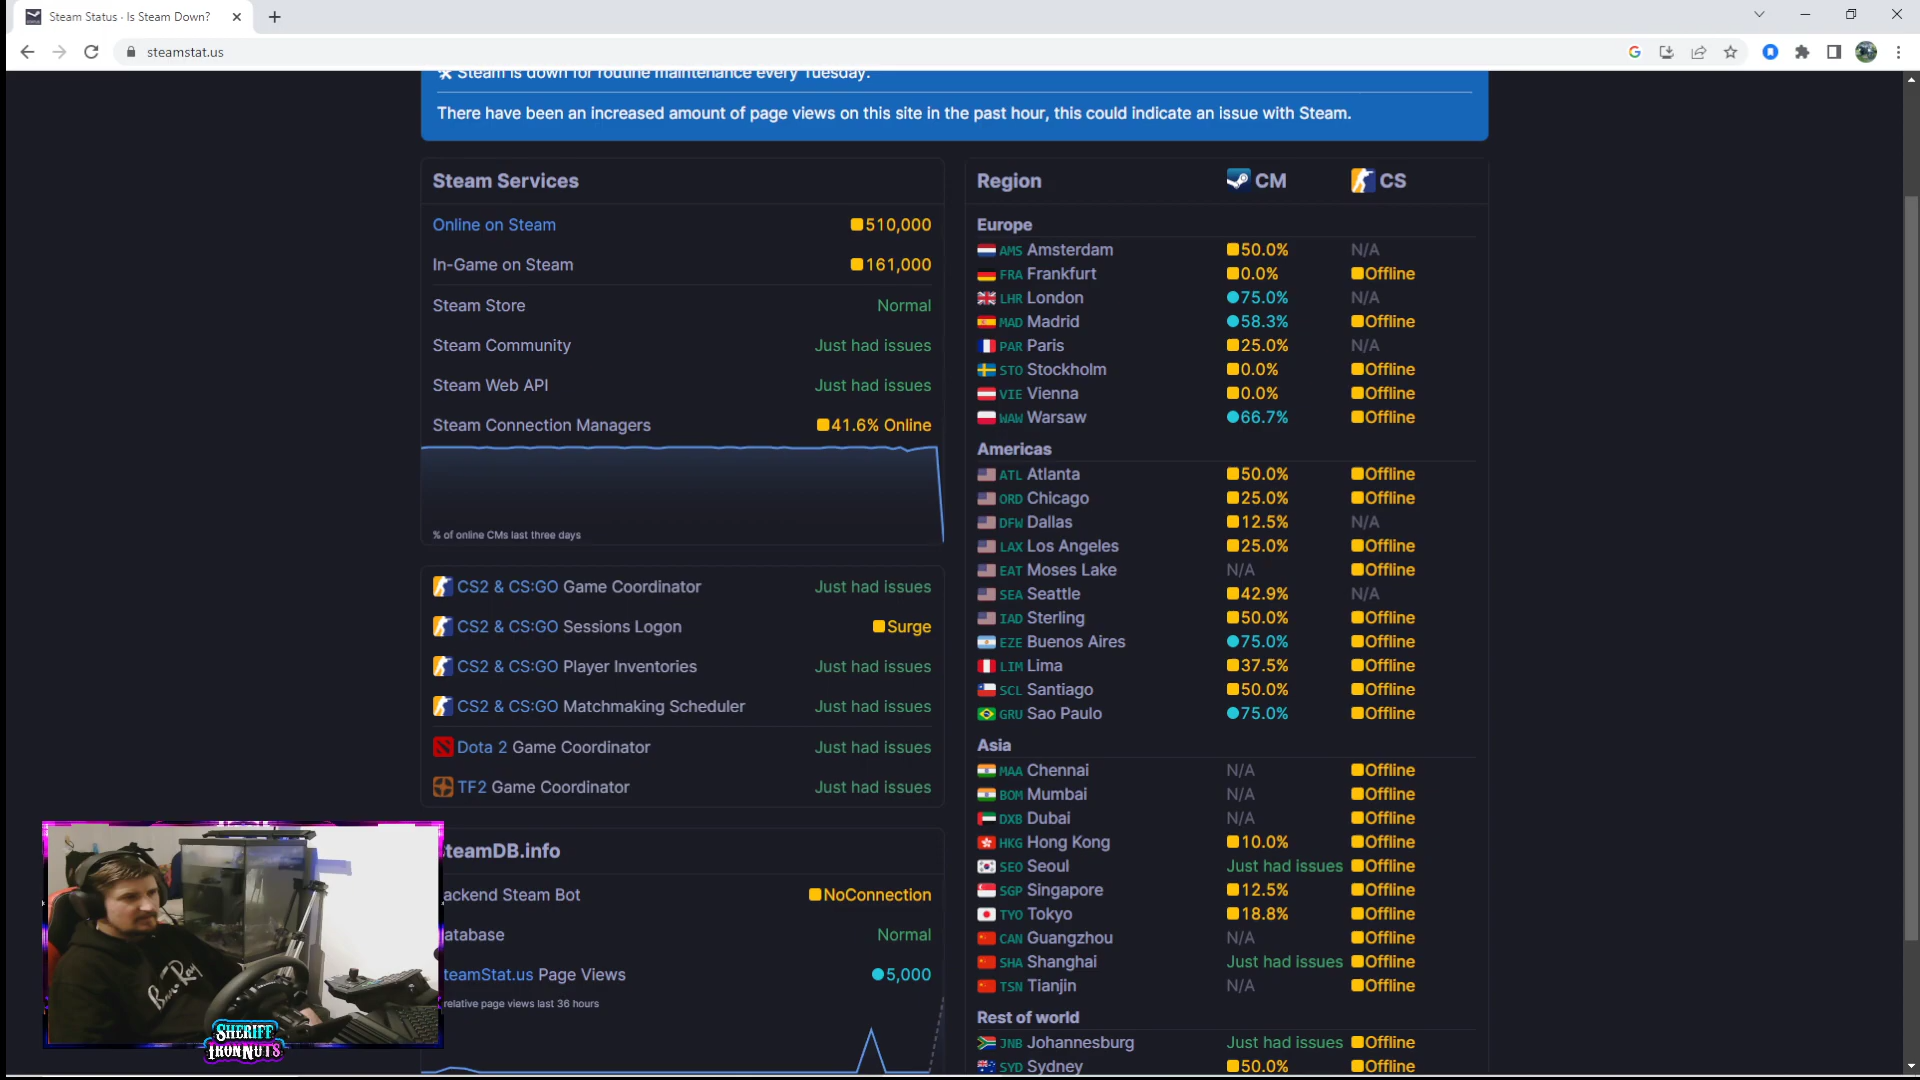 Steam Status · Is Steam Down?
steamstat.us
Steam is down for routine maintenance every Tuesday.
There have been an increased amount of page views on this site in the past hour, this could indicate an issue with Steam.
Steam Services
Online on Steam 510,000
In-Game on Steam 161,000
Steam Store Normal
Steam Community Just had issues
Steam Web API Just had issues
Steam Connection Managers 41.6% Online
% of online CMs last three days
CS2 & CS:GO Game Coordinator Just had issues
CS2 & CS:GO Sessions Logon Surge
CS2 & CS:GO Player Inventories Just had issues
CS2 & CS:GO Matchmaking Scheduler Just had issues
Dota 2 Game Coordinator Just had issues
TF2 Game Coordinator Just had issues
teamDB.info
ackend Steam Bot NoConnection
atabase Normal
teamStat.us Page Views 5,000
relative page views last 36 hours
Region CM CS
Europe
AMS Amsterdam 50.0% N/A
FRA Frankfurt 0.0% Offline
LHR London 75.0% N/A
MAD Madrid 58.3% Offline
PAR Paris 25.0% N/A
STO Stockholm 0.0% Offline
VIE Vienna 0.0% Offline
WAW Warsaw 66.7% Offline
Americas
ATL Atlanta 50.0% Offline
ORD Chicago 25.0% Offline
DFW Dallas 12.5% N/A
LAX Los Angeles 25.0% Offline
EAT Moses Lake N/A Offline
SEA Seattle 42.9% N/A
IAD Sterling 50.0% Offline
EZE Buenos Aires 75.0% Offline
LIM Lima 37.5% Offline
SCL Santiago 50.0% Offline
GRU Sao Paulo 75.0% Offline
Asia
MAA Chennai N/A Offline
BOM Mumbai N/A Offline
DXB Dubai N/A Offline
HKG Hong Kong 10.0% Offline
SEO Seoul Just had issues Offline
SGP Singapore 12.5% Offline
TYO Tokyo 18.8% Offline
CAN Guangzhou N/A Offline
SHA Shanghai Just had issues Offline
TSN Tianjin N/A Offline
Rest of world
JNB Johannesburg Just had issues Offline
SYD Sydney 50.0% Offline
SHERIFF
IRONNUTS